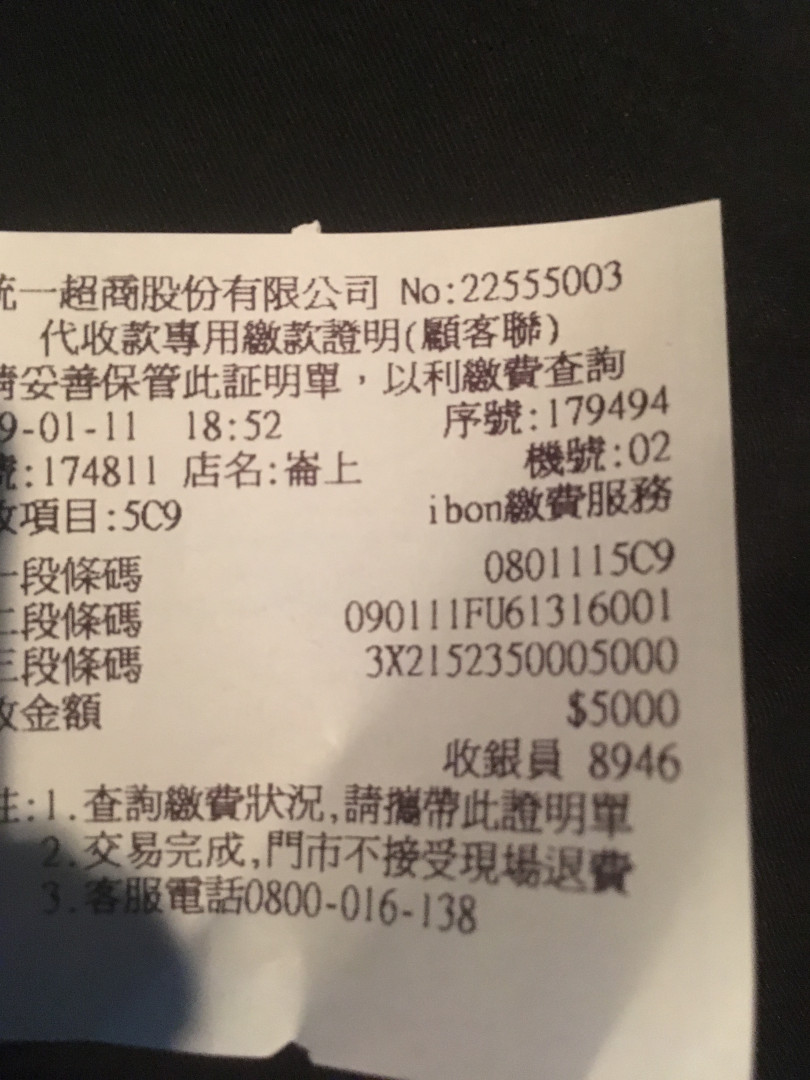 統一超商股份有限公司 No:22555003
代收款專用繳款證明(顧客聯)
請妥善保管此証明單，以利繳費查詢
9-01-11 18:52 序號:179494
號:174811 店名:崙上 機號:02
收項目:5C9 ibon繳費服務
一段條碼 0801115C9
二段條碼 090111FU61316001
三段條碼 3X2152350005000
收金額 $5000
收銀員 8946
註:1.查詢繳費狀況,請攜帶此證明單
2.交易完成,門市不接受現場退費
3.客服電話0800-016-138